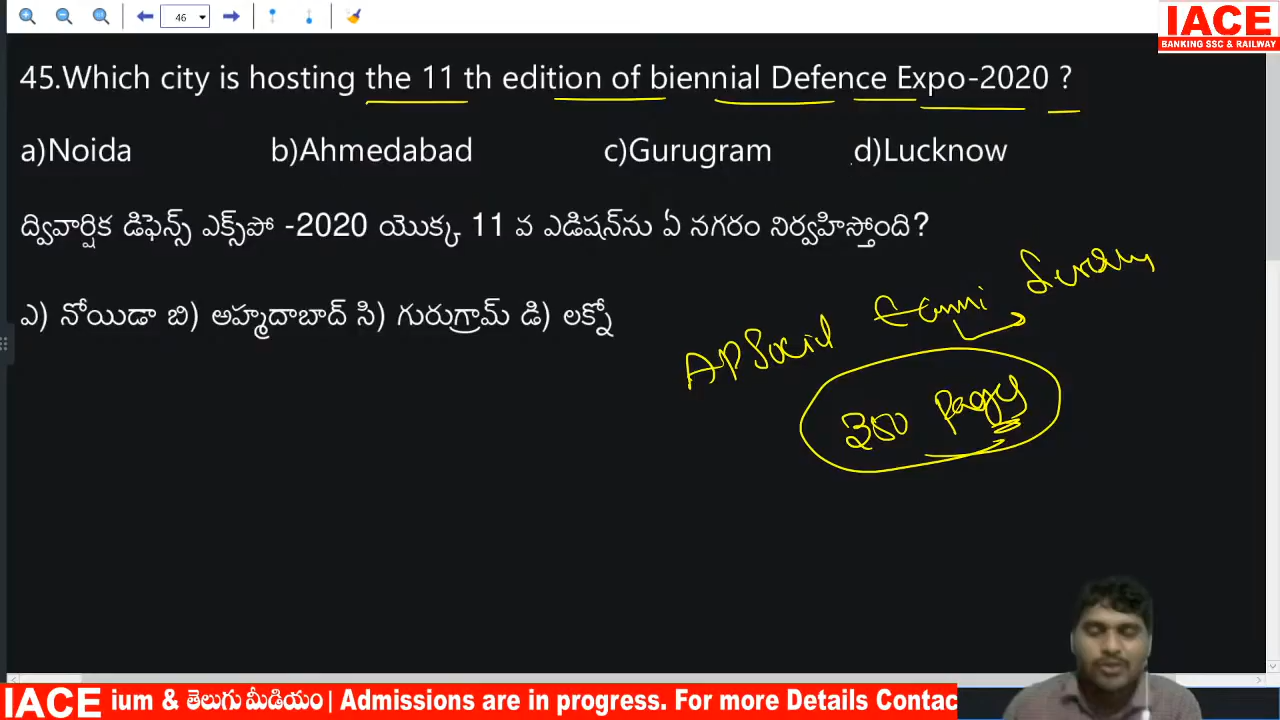 46
IACE
BANKING SSC & RAILWAY
45.Which city is hosting the 11 th edition of biennial Defence Expo-2020 ?
a)Noida b)Ahmedabad c)Gurugram d)Lucknow
ద్వివార్షిక డిఫెన్స్ ఎక్స్‌పో -2020 యొక్క 11 వ ఎడిషన్‌ను ఏ నగరం నిర్వహిస్తోంది?
ఎ) నోయిడా బి) అహ్మదాబాద్ సి) గురుగ్రామ్ డి) లక్నో
AP Social
300 Pages
IACE ium & తెలుగు మీడియం | Admissions are in progress. For more Details Contac